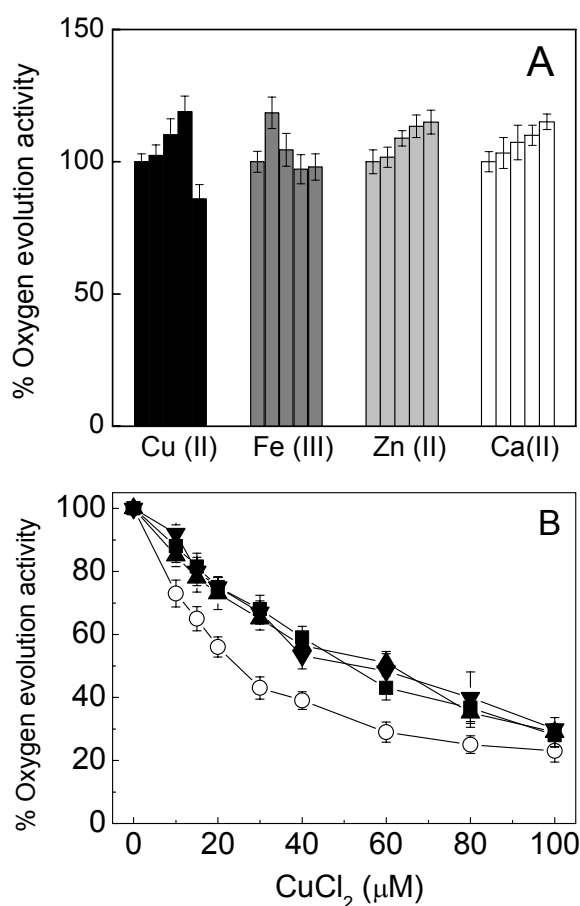 A
% Oxygen evolution activity
150
100
50
0
Cu (II) Fe (III) Zn (II) Ca(II)
B
% Oxygen evolution activity
100
80
60
40
20
0
0 20 40 60 80 100
CuCl2 (μM)